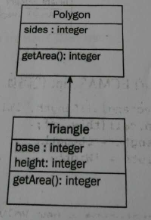 Polygon
sides : integer
getArea(): integer
Triangle
base : integer
height: integer
getArea(): integer